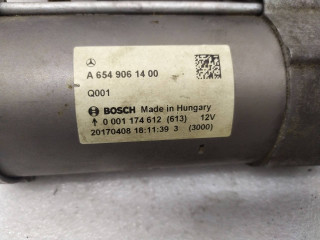 A 654 906 14 00
Q001
BOSCH Made in Hungary
0 001 174 612 (613) 12V
20170408 18:11:39 3 (3000)